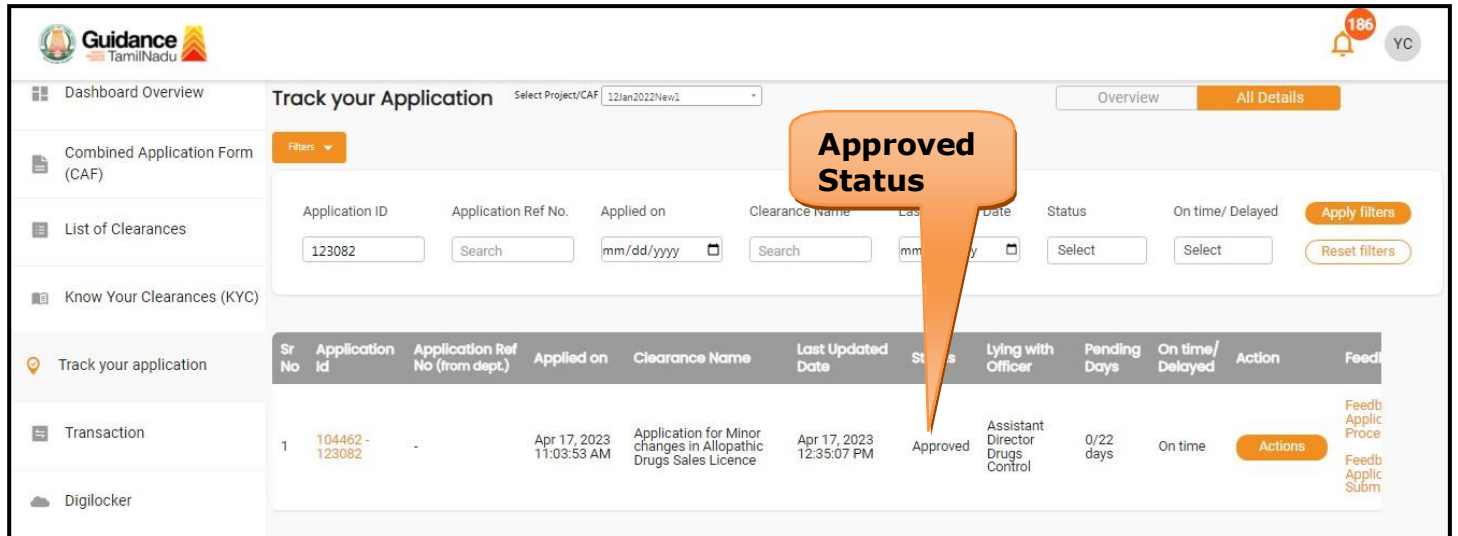 Guidance
TamilNadu
186
YC
Dashboard Overview
Combined Application Form
(CAF)
List of Clearances
Know Your Clearances (KYC)
Track your application
Transaction
Digilocker
Track your Application
Select Project/CAF
12Jan2022New1
Overview
All Details
Filters
Approved
Status
Application ID
Application Ref No.
Applied on
Clearance Name
Date
Status
On time/ Delayed
Apply filters
123082
Search
mm/dd/yyyy
Search
Select
Select
Reset filters
Sr No
Application Id
Application Ref No (from dept.)
Applied on
Clearance Name
Last Updated Date
Lying with Officer
Pending Days
On time/ Delayed
Action
1
104462 -
123082
-
Apr 17, 2023
11:03:53 AM
Application for Minor
changes in Allopathic
Drugs Sales Licence
Apr 17, 2023
12:35:07 PM
Approved
Assistant
Director
Drugs
Control
0/22
days
On time
Actions
Feedb
Applic
Proce
Feedb
Applic
Subm